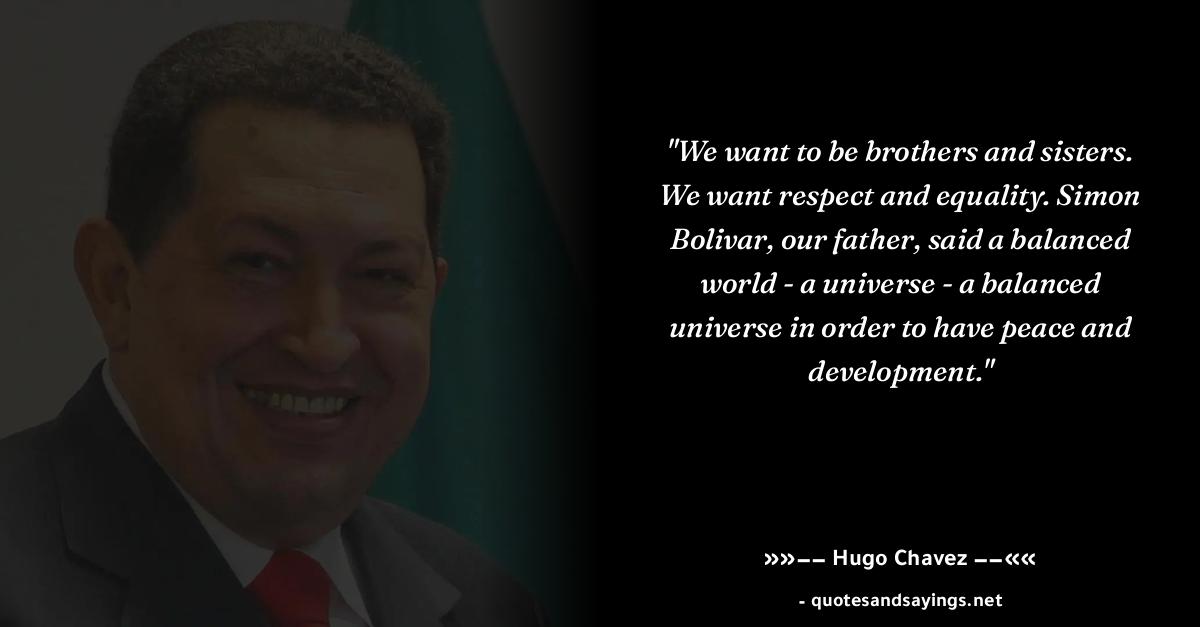 "We want to be brothers and sisters.
We want respect and equality. Simon
Bolivar, our father, said a balanced
world - a universe - a balanced
universe in order to have peace and
development."
»»−− Hugo Chavez −−««
- quotesandsayings.net